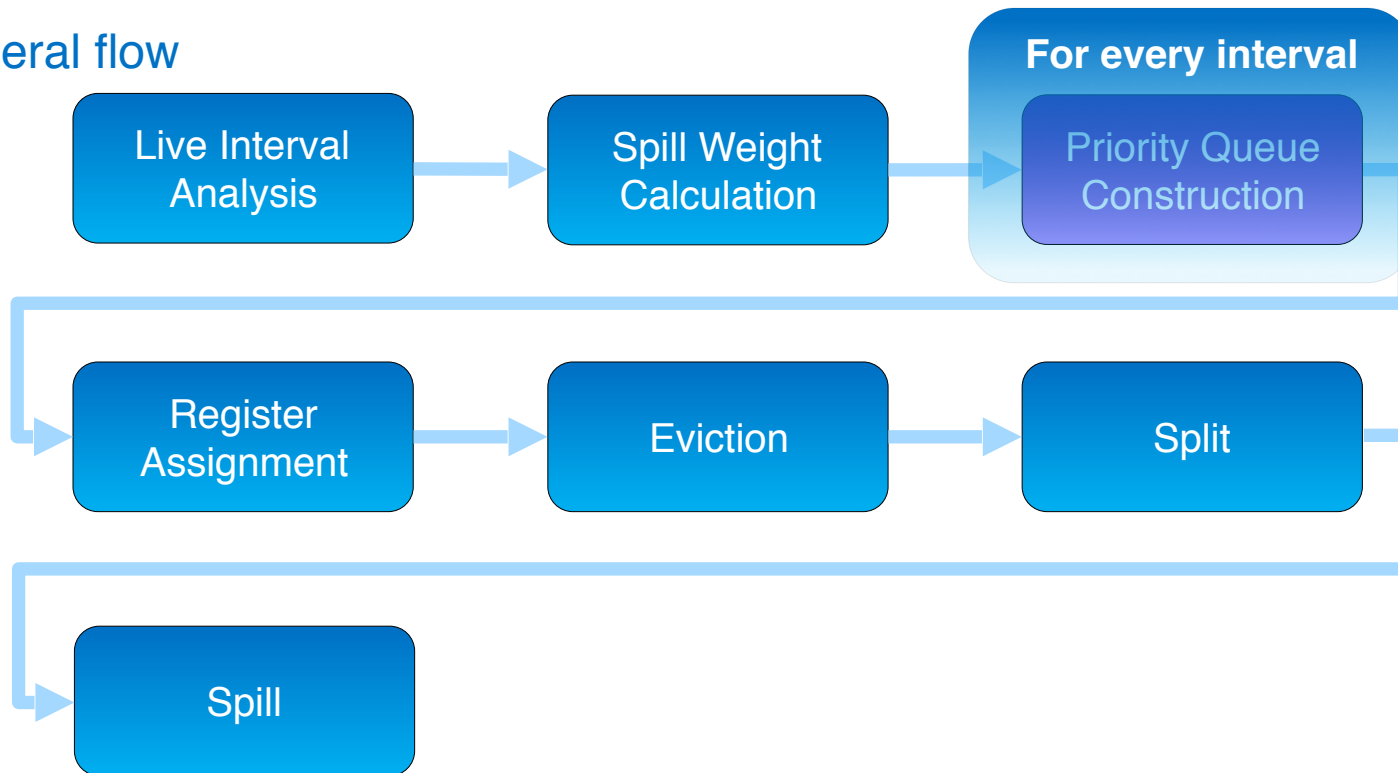 eral flow
For every interval
Live Interval
Analysis
Spill Weight
Calculation
Priority Queue
Construction
Register
Assignment
Eviction
Split
Spill